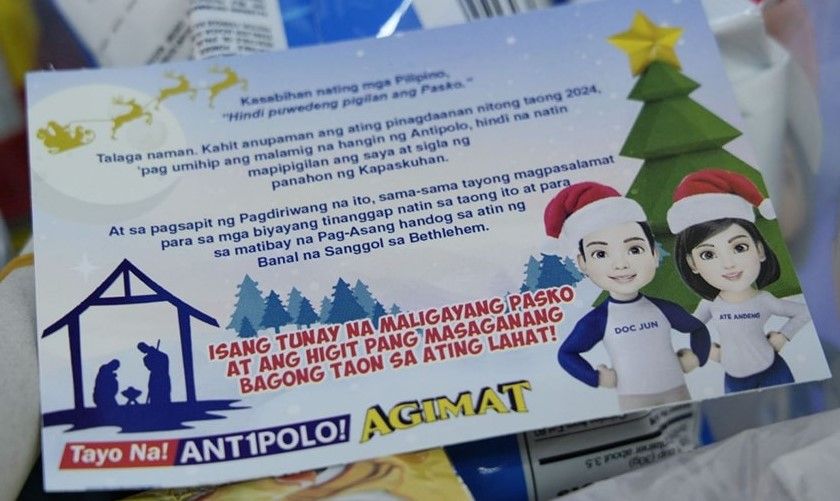 Kasabihan nating mga Pilipino,
"Hindi puwedeng pigilan ang Pasko."
Talaga naman. Kahit anupaman ang ating pinagdaanan nitong taong 2024,
'pag umihip ang malamig na hangin ng Antipolo, hindi na natin
mapipigilan ang saya at sigla ng
panahon ng Kapaskuhan.
At sa pagsapit ng Pagdiriwang na ito, sama-sama tayong magpasalamat
para sa mga biyayang tinanggap natin sa taong ito at para
sa matibay na Pag-Asang handog sa atin ng
Banal na Sanggol sa Bethlehem.
ISANG TUNAY NA MALIGAYANG PASKO
AT ANG HIGIT PANG MASAGANANG
BAGONG TAON SA ATING LAHAT!
DOC JUN
ATE ANDENG
Tayo Na! ANT1POLO! AGIMAT